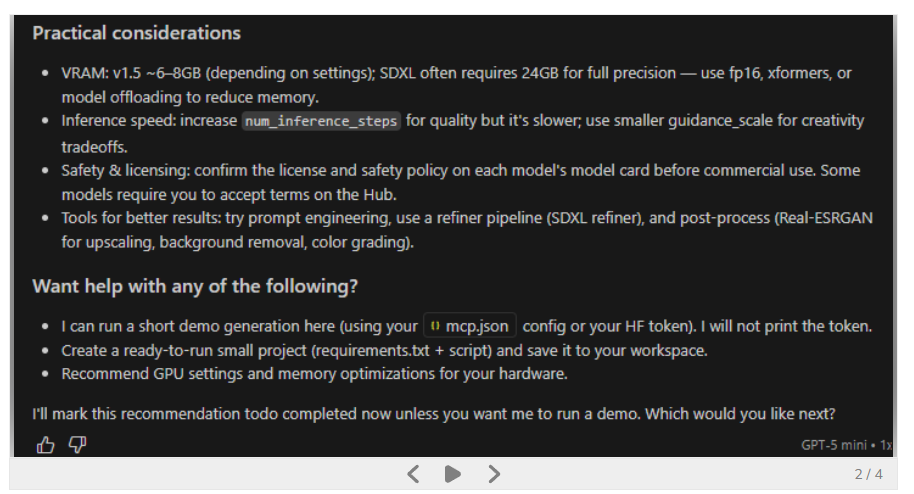 Practical considerations
• VRAM: v1.5 ~6–8GB (depending on settings); SDXL often requires 24GB for full precision — use fp16, xformers, or
model offloading to reduce memory.
• Inference speed: increase num_inference_steps for quality but it's slower; use smaller guidance_scale for creativity
tradeoffs.
• Safety & licensing: confirm the license and safety policy on each model's model card before commercial use. Some
models require you to accept terms on the Hub.
• Tools for better results: try prompt engineering, use a refiner pipeline (SDXL refiner), and post-process (Real-ESRGAN
for upscaling, background removal, color grading).
Want help with any of the following?
• I can run a short demo generation here (using your mcp.json config or your HF token). I will not print the token.
• Create a ready-to-run small project (requirements.txt + script) and save it to your workspace.
• Recommend GPU settings and memory optimizations for your hardware.
I'll mark this recommendation todo completed now unless you want me to run a demo. Which would you like next?
GPT-5 mini • 1x
2 / 4